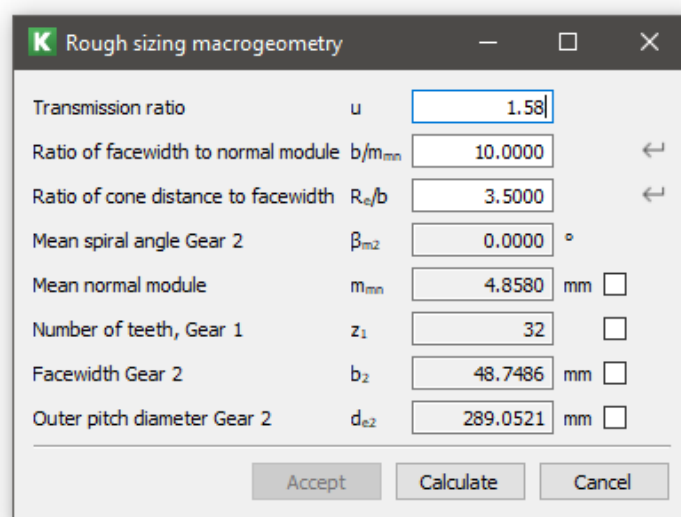 K Rough sizing macrogeometry
Transmission ratio u 1.58
Ratio of facewidth to normal module b/mₘₙ 10.0000
Ratio of cone distance to facewidth Rₑ/b 3.5000
Mean spiral angle Gear 2 βₘ₂ 0.0000 °
Mean normal module mₘₙ 4.8580 mm
Number of teeth, Gear 1 z₁ 32
Facewidth Gear 2 b₂ 48.7486 mm
Outer pitch diameter Gear 2 dₑ₂ 289.0521 mm
Accept Calculate Cancel